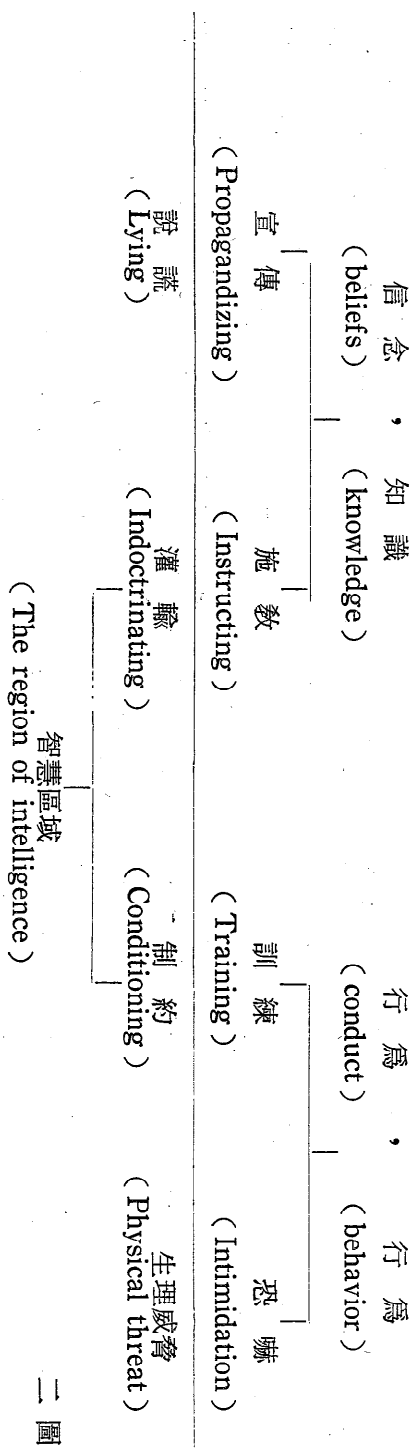 信念，知識 行為，行為
(beliefs) (knowledge) (conduct) (behavior)
宣傳 施教 訓練 恐嚇
(Propagandizing) (Instructing) (Training) (Intimidation)
說謊 灌輸 制約 生理威脅
(Lying) (Indoctrinating) (Conditioning) (Physical threat)
智慧區域
(The region of intelligence)
二圖